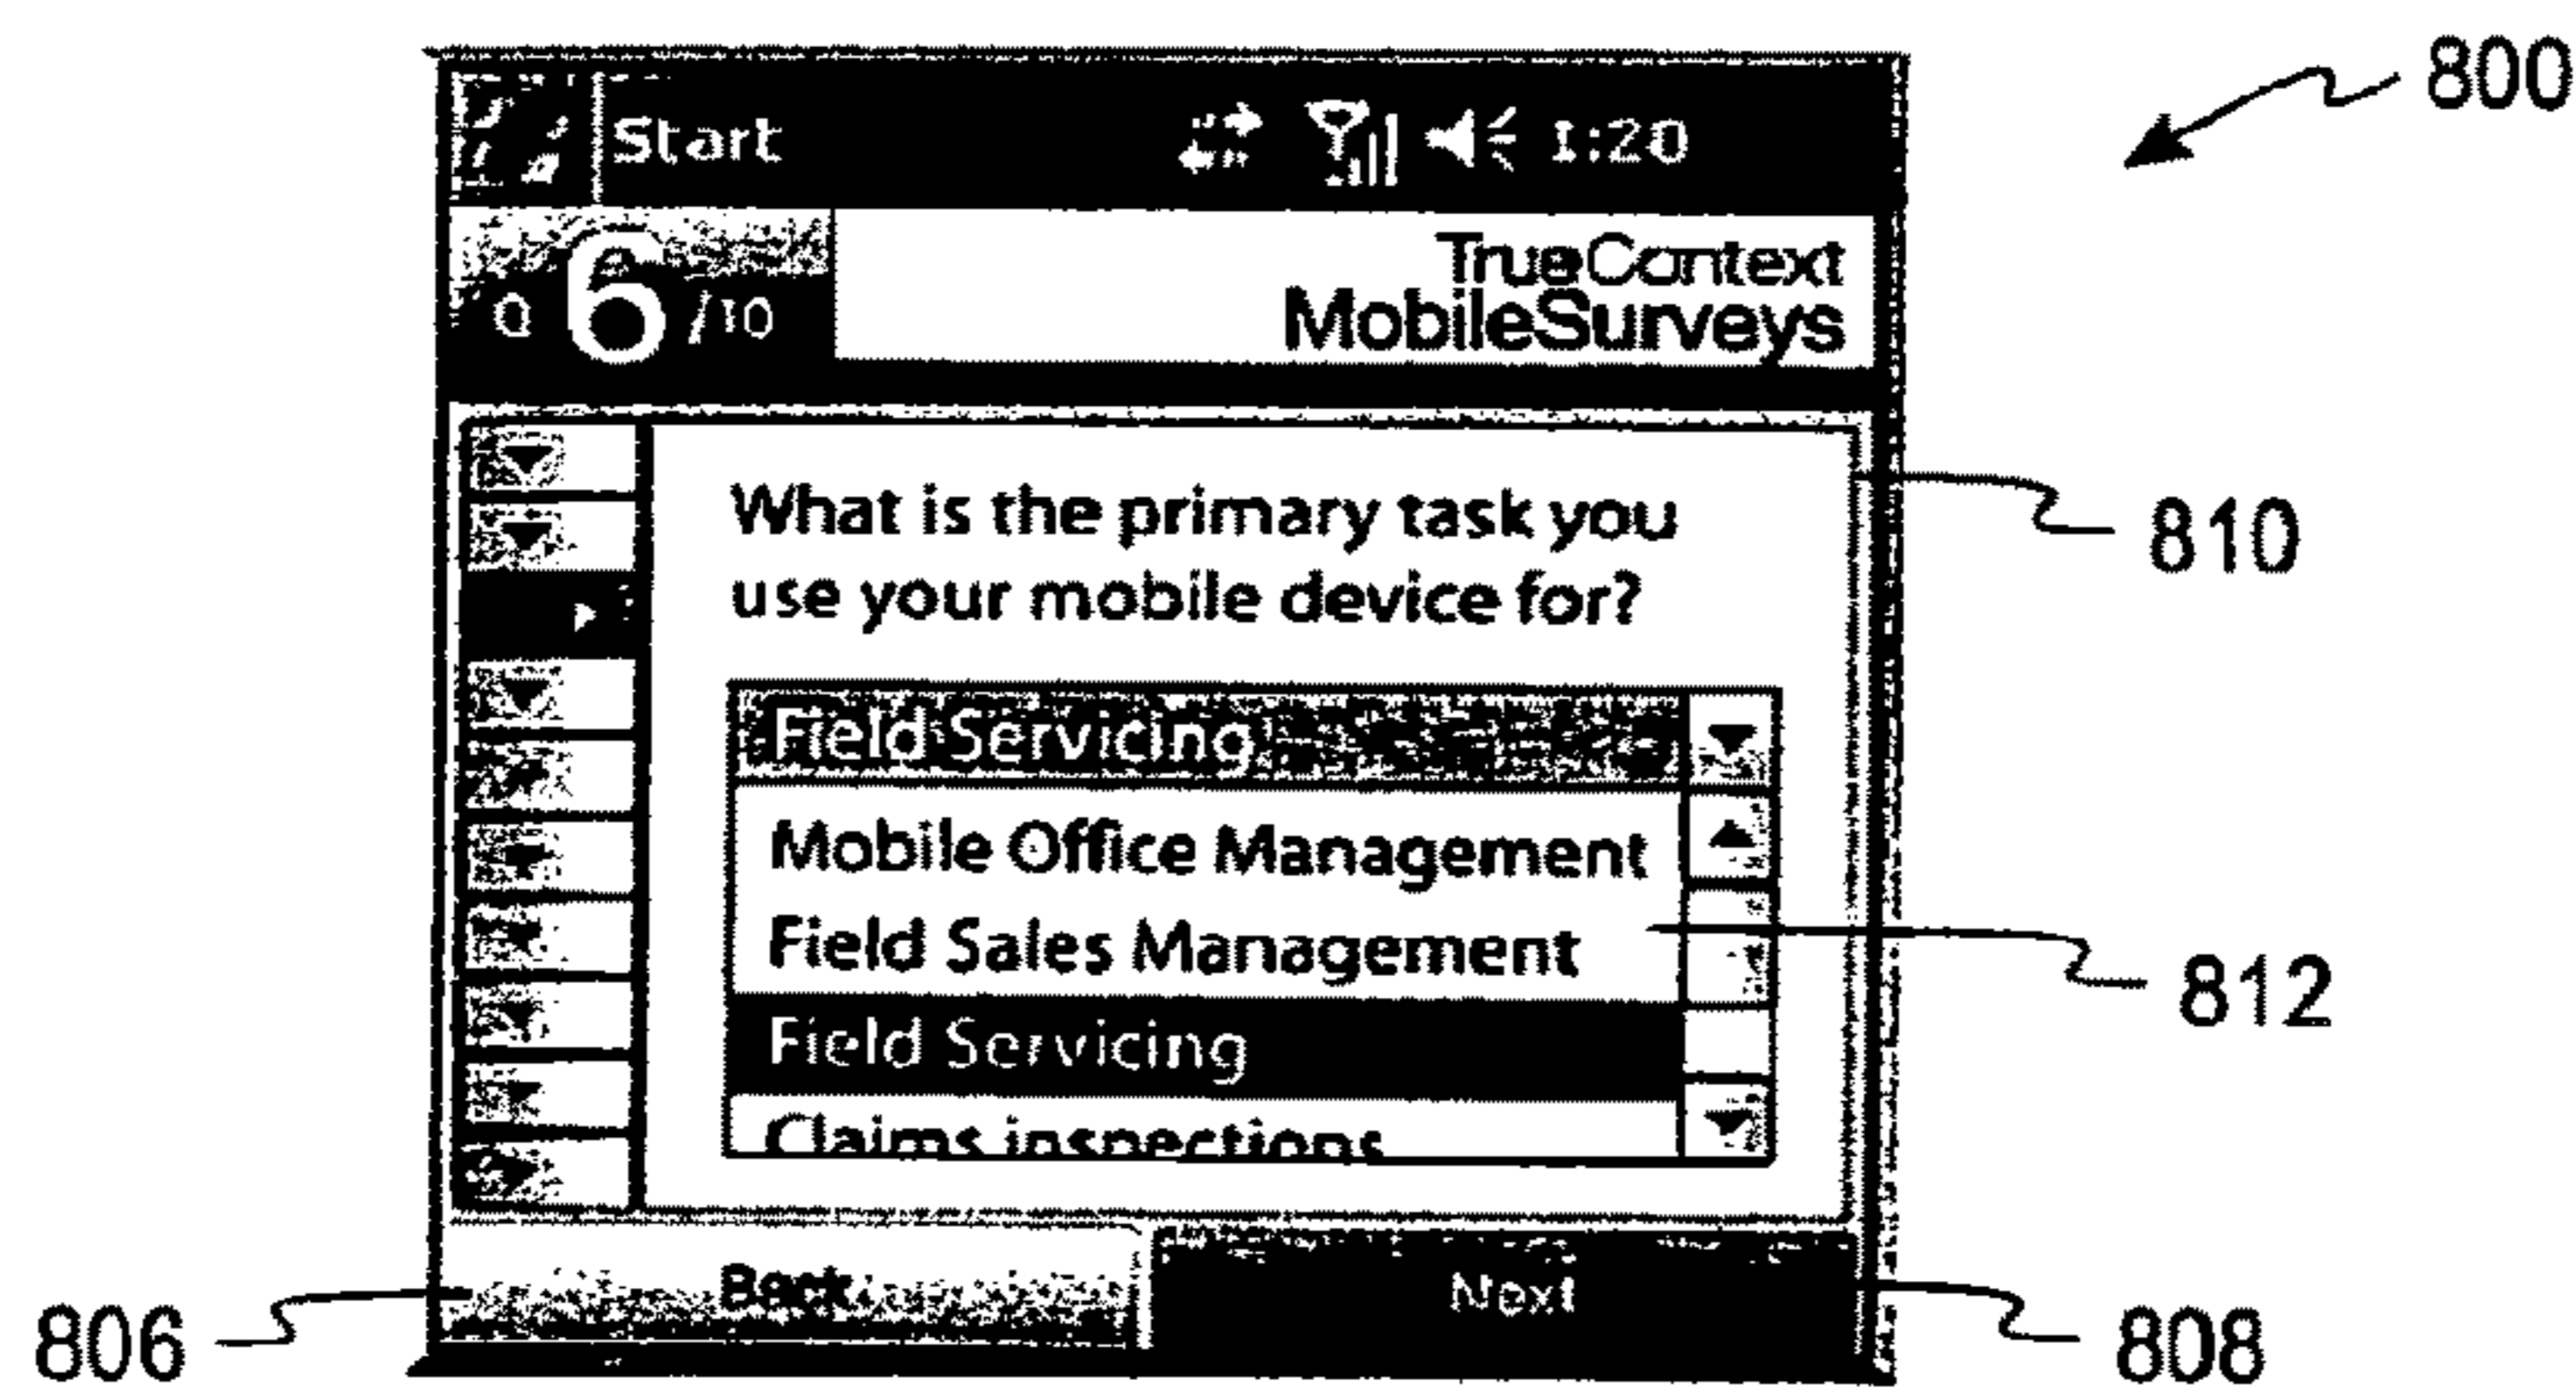 800
Start 1:20
Q 6 /10
TrueContext
MobileSurveys
810
What is the primary task you
use your mobile device for?
Field Servicing
Mobile Office Management
Field Sales Management
812
Field Servicing
Claims inspections
Back Next
806 808